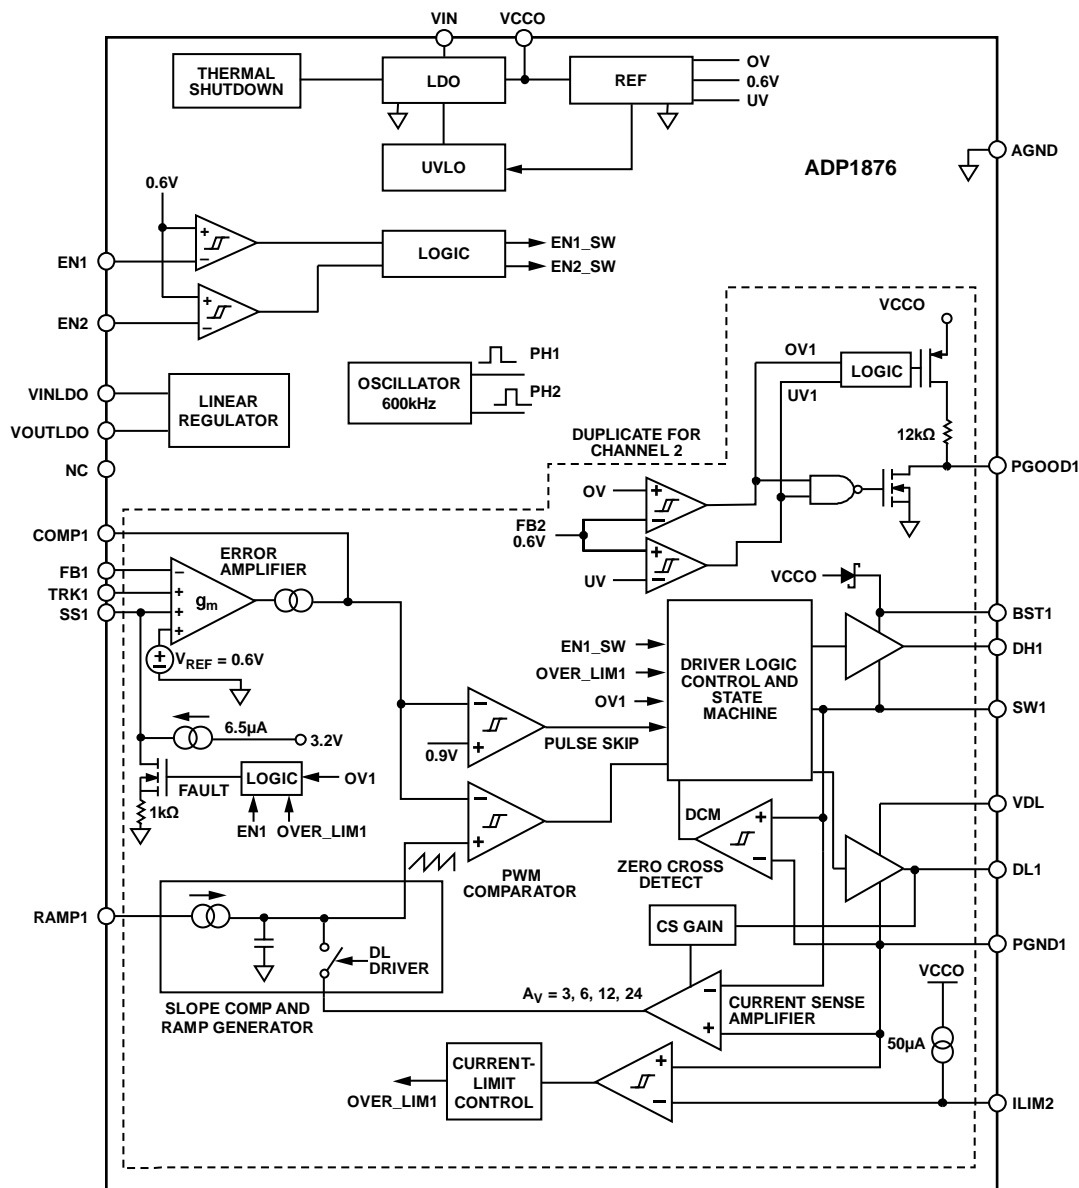 VIN
VCCO
THERMAL
SHUTDOWN
LDO
REF
OV
0.6V
UV
UVLO
AGND
ADP1876
0.6V
+
−
EN1
LOGIC
EN1_SW
EN2_SW
+
−
EN2
VCCO
OV1
LOGIC
UV1
12kΩ
PH1
OSCILLATOR
600kHz
PH2
VINLDO
LINEAR
REGULATOR
VOUTLDO
NC
DUPLICATE FOR
CHANNEL 2
PGOOD1
OV
+
−
FB2
0.6V
+
−
UV
COMP1
ERROR
AMPLIFIER
FB1
TRK1
SS1
−
+
+
+
gm
VREF = 0.6V
+
−
VCCO
BST1
DH1
SW1
EN1_SW
OVER_LIM1
OV1
DRIVER LOGIC
CONTROL AND
STATE
MACHINE
6.5µA
3.2V
−
+
0.9V
PULSE SKIP
FAULT
LOGIC
OV1
1kΩ
EN1
OVER_LIM1
−
+
PWM
COMPARATOR
DCM
+
−
ZERO CROSS
DETECT
VDL
DL1
RAMP1
DL
DRIVER
SLOPE COMP AND
RAMP GENERATOR
CS GAIN
PGND1
AV = 3, 6, 12, 24
−
+
CURRENT SENSE
AMPLIFIER
VCCO
50µA
OVER_LIM1
CURRENT-
LIMIT
CONTROL
+
−
ILIM2